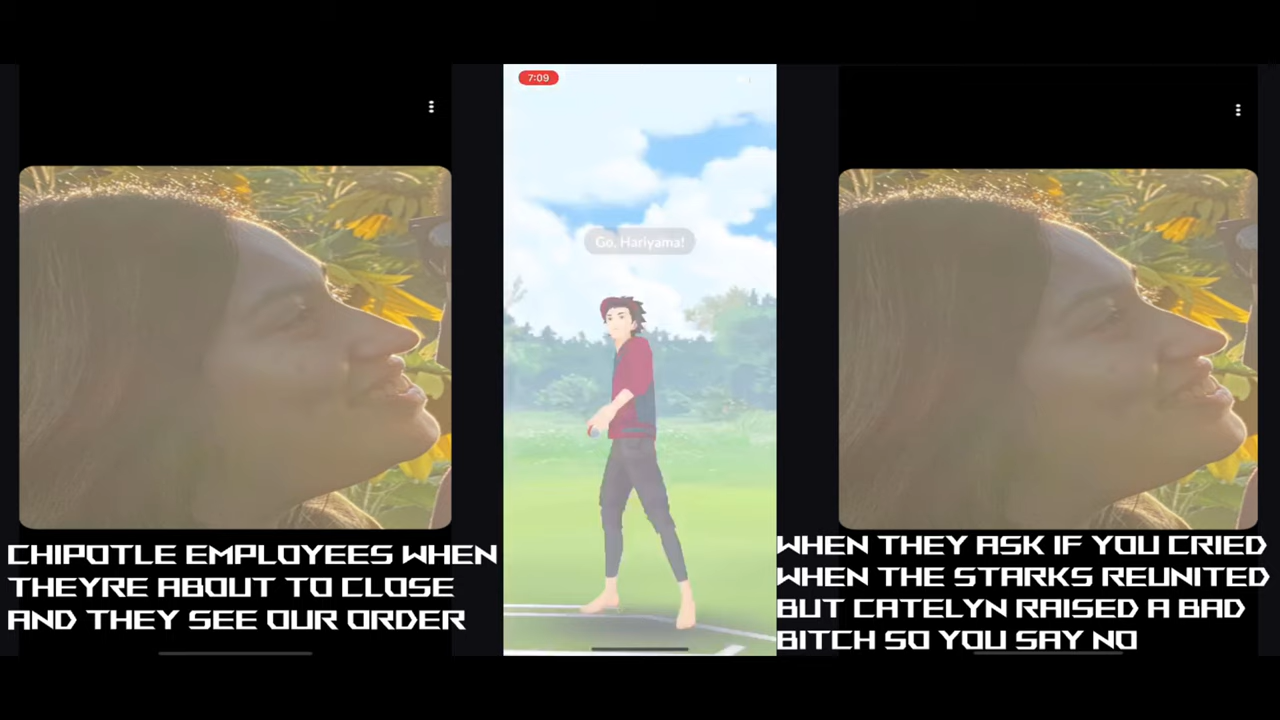 7:09
Go, Hariyama!
CHIPOTLE EMPLOYEES WHEN
THEYRE ABOUT TO CLOSE
AND THEY SEE OUR ORDER
WHEN THEY ASK IF YOU CRIED
WHEN THE STARKS REUNITED
BUT CATELYN RAISED A BAD
BITCH SO YOU SAY NO